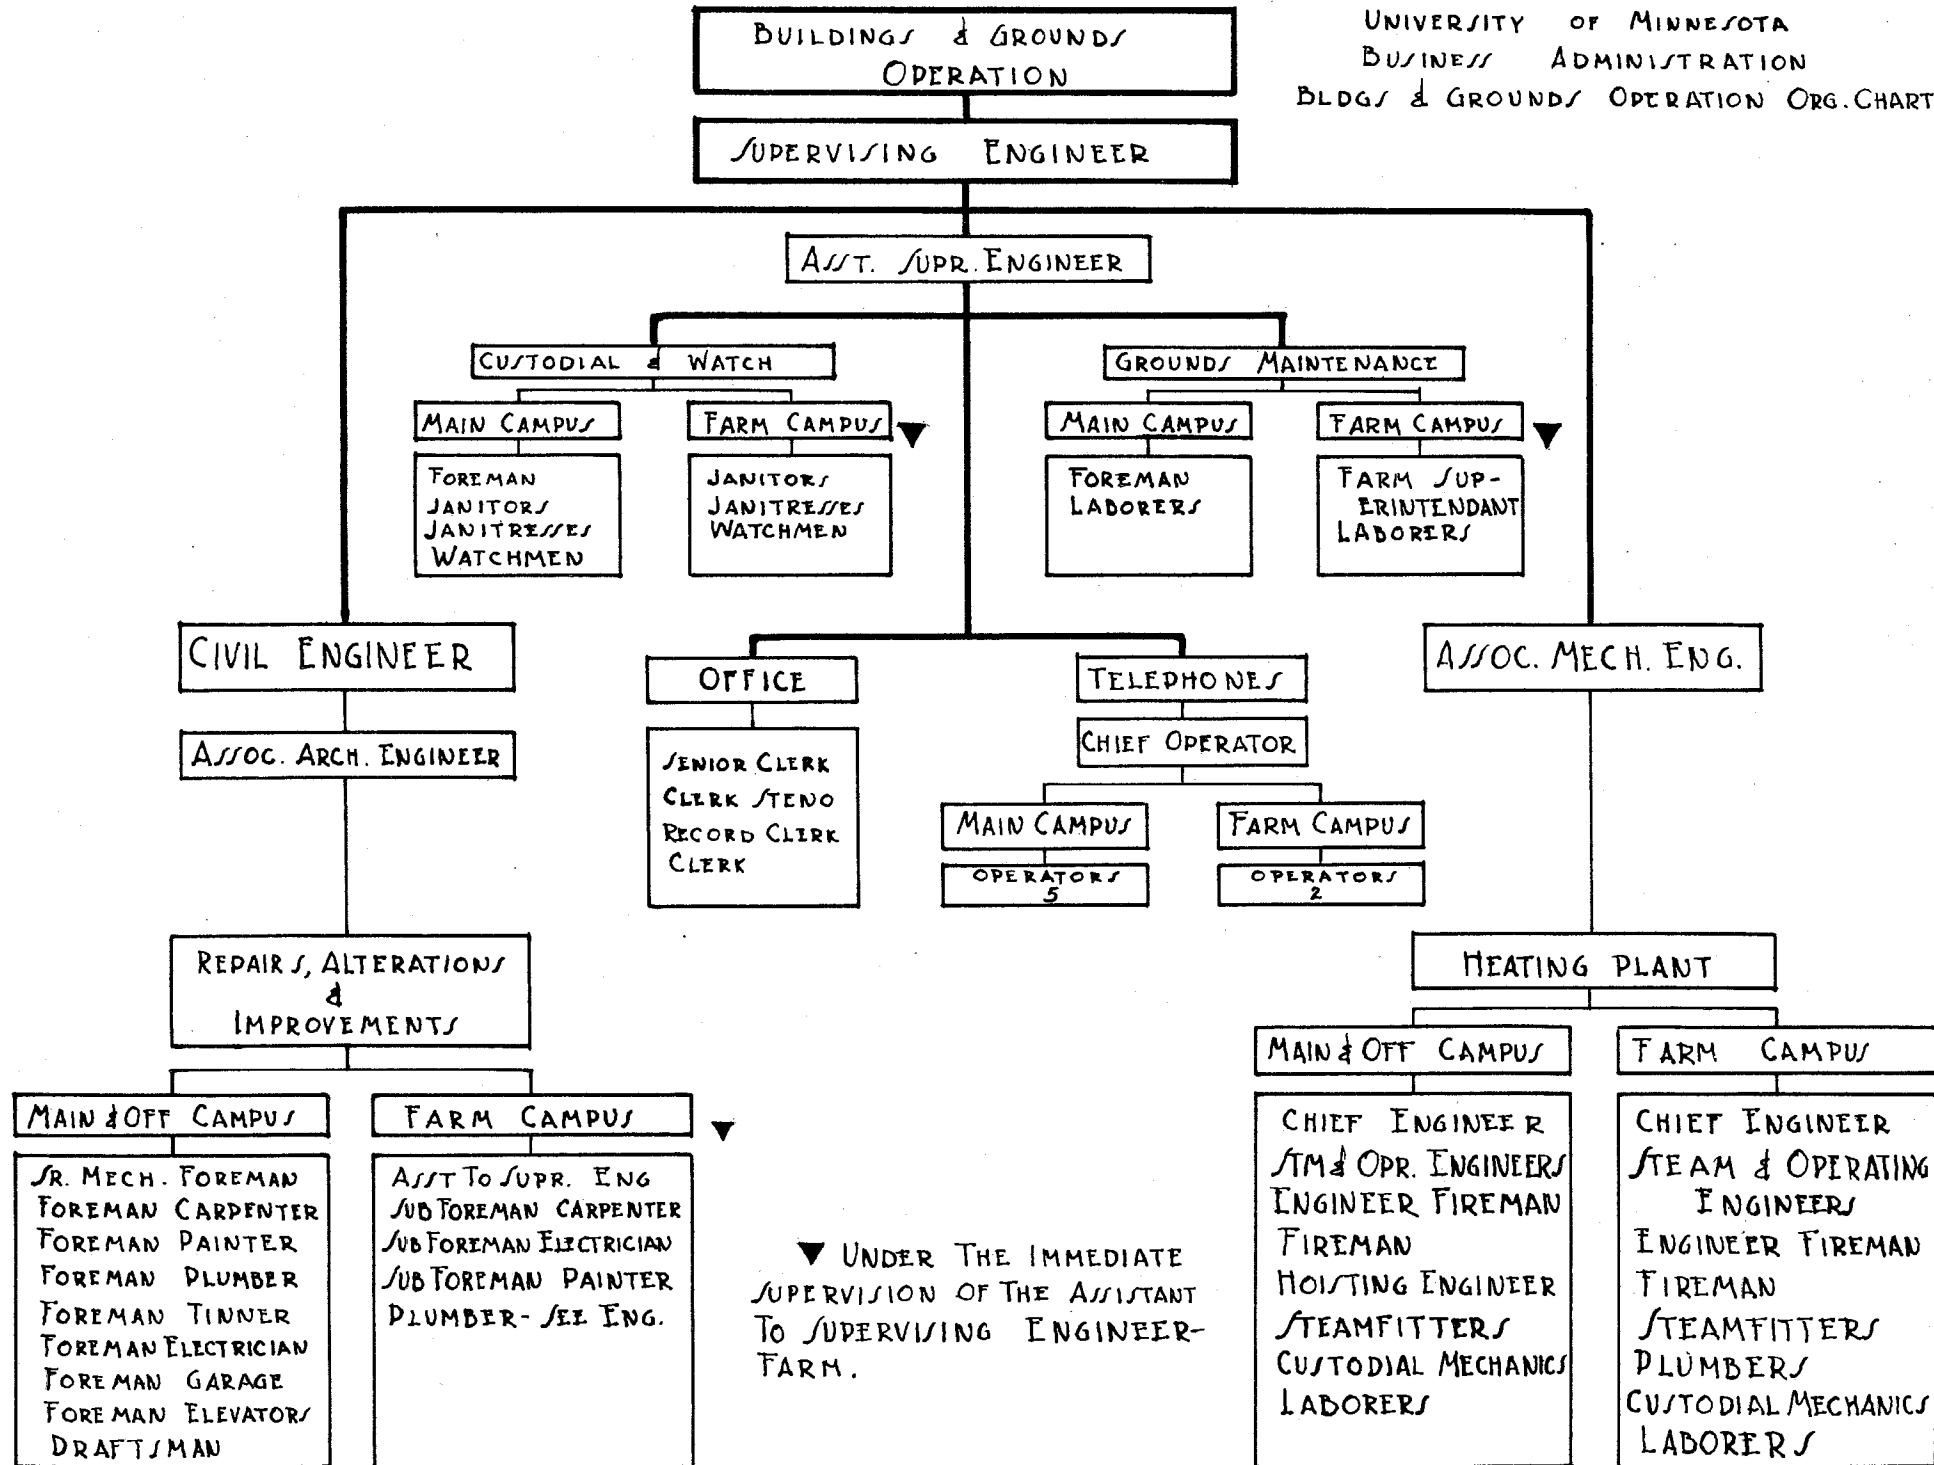 UNIVERSITY OF MINNESOTA
BUSINESS ADMINISTRATION
BLDGS & GROUNDS OPERATION ORG. CHART
BUILDINGS & GROUNDS
OPERATION
SUPERVISING ENGINEER
ASST. SUPR. ENGINEER
CUSTODIAL & WATCH
MAIN CAMPUS
FOREMAN
JANITORS
JANITRESSES
WATCHMEN
FARM CAMPUS ▼
JANITORS
JANITRESSES
WATCHMEN
GROUNDS MAINTENANCE
MAIN CAMPUS
FOREMAN
LABORERS
FARM CAMPUS ▼
FARM SUP-
ERINTENDANT
LABORERS
CIVIL ENGINEER
ASSOC. ARCH. ENGINEER
OFFICE
SENIOR CLERK
CLERK STENO
RECORD CLERK
CLERK
TELEPHONES
CHIEF OPERATOR
MAIN CAMPUS
OPERATORS
5
FARM CAMPUS
OPERATORS
2
ASSOC. MECH. ENG.
REPAIRS, ALTERATIONS
&
IMPROVEMENTS
MAIN & OFF CAMPUS
SR. MECH. FOREMAN
FOREMAN CARPENTER
FOREMAN PAINTER
FOREMAN PLUMBER
FOREMAN TINNER
FOREMAN ELECTRICIAN
FOREMAN GARAGE
FOREMAN ELEVATORS
DRAFTSMAN
FARM CAMPUS ▼
ASST TO SUPR. ENG
SUB FOREMAN CARPENTER
SUB FOREMAN ELECTRICIAN
SUB FOREMAN PAINTER
PLUMBER - SEE ENG.
▼ UNDER THE IMMEDIATE
SUPERVISION OF THE ASSISTANT
TO SUPERVISING ENGINEER-
FARM.
HEATING PLANT
MAIN & OFF CAMPUS
CHIEF ENGINEER
STM & OPR. ENGINEERS
ENGINEER FIREMAN
FIREMAN
HOISTING ENGINEER
STEAMFITTERS
CUSTODIAL MECHANICS
LABORERS
FARM CAMPUS
CHIEF ENGINEER
STEAM & OPERATING
ENGINEERS
ENGINEER FIREMAN
FIREMAN
STEAMFITTERS
PLUMBERS
CUSTODIAL MECHANICS
LABORERS